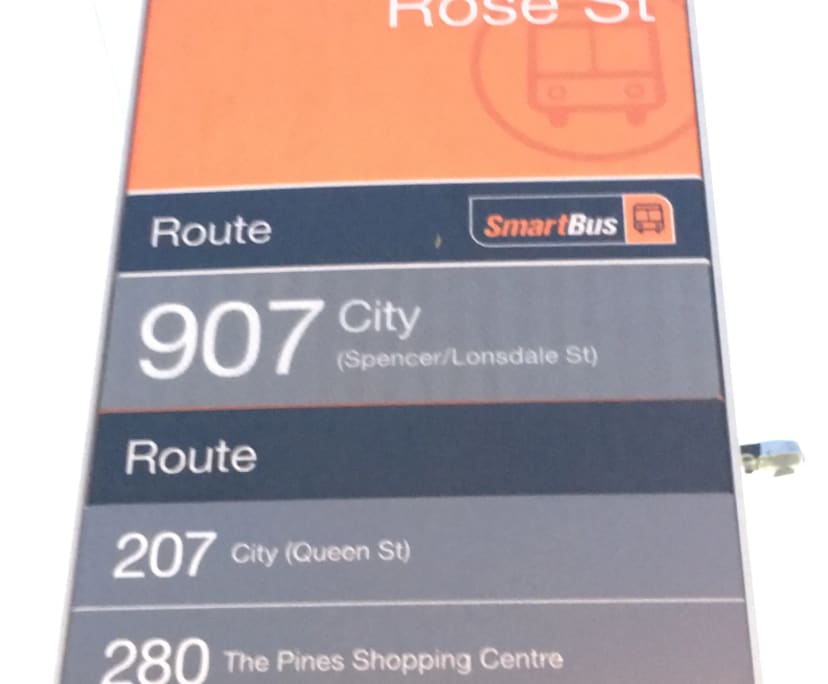 Rose St
Route
SmartBus
907 City
(Spencer/Lonsdale St)
Route
207 City (Queen St)
280 The Pines Shopping Centre